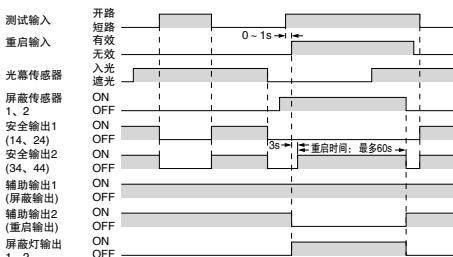 测试输入 开路
短路
重启输入 有效 0 ~ 1s
无效
光幕传感器 入光
遮光
屏蔽传感器 ON
1、2 OFF
安全输出1 ON
(14、24) OFF
安全输出2 ON 3s 重启时间：最多60s
(34、44) OFF
辅助输出1 ON
(屏蔽输出) OFF
辅助输出2 ON
(重启输出) OFF
屏蔽灯输出 ON
1、2 OFF